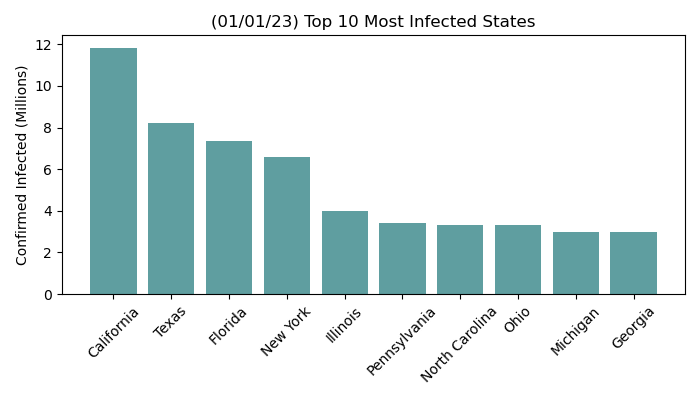 (01/01/23) Top 10 Most Infected States
Confirmed Infected (Millions)
12
10
8
6
4
2
0
California
Texas
Florida
New York
Illinois
Pennsylvania
North Carolina
Ohio
Michigan
Georgia